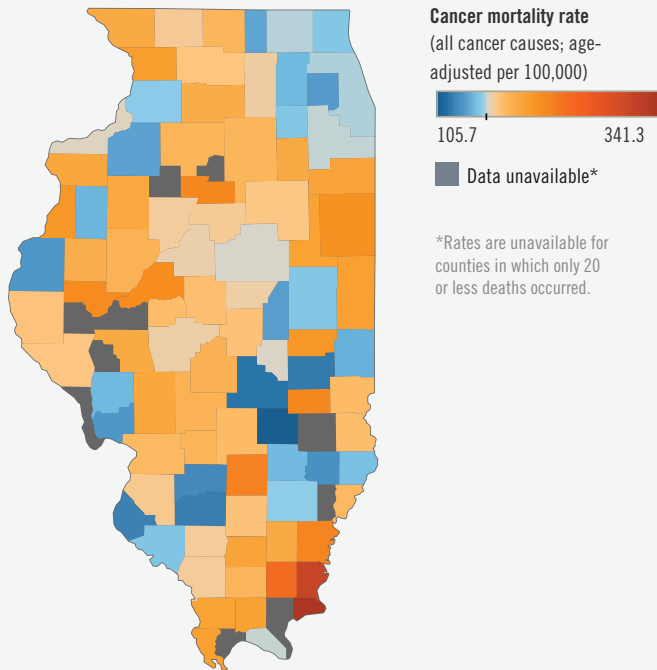 Cancer mortality rate
(all cancer causes; age-
adjusted per 100,000)
105.7 341.3
Data unavailable*
*Rates are unavailable for
counties in which only 20
or less deaths occurred.